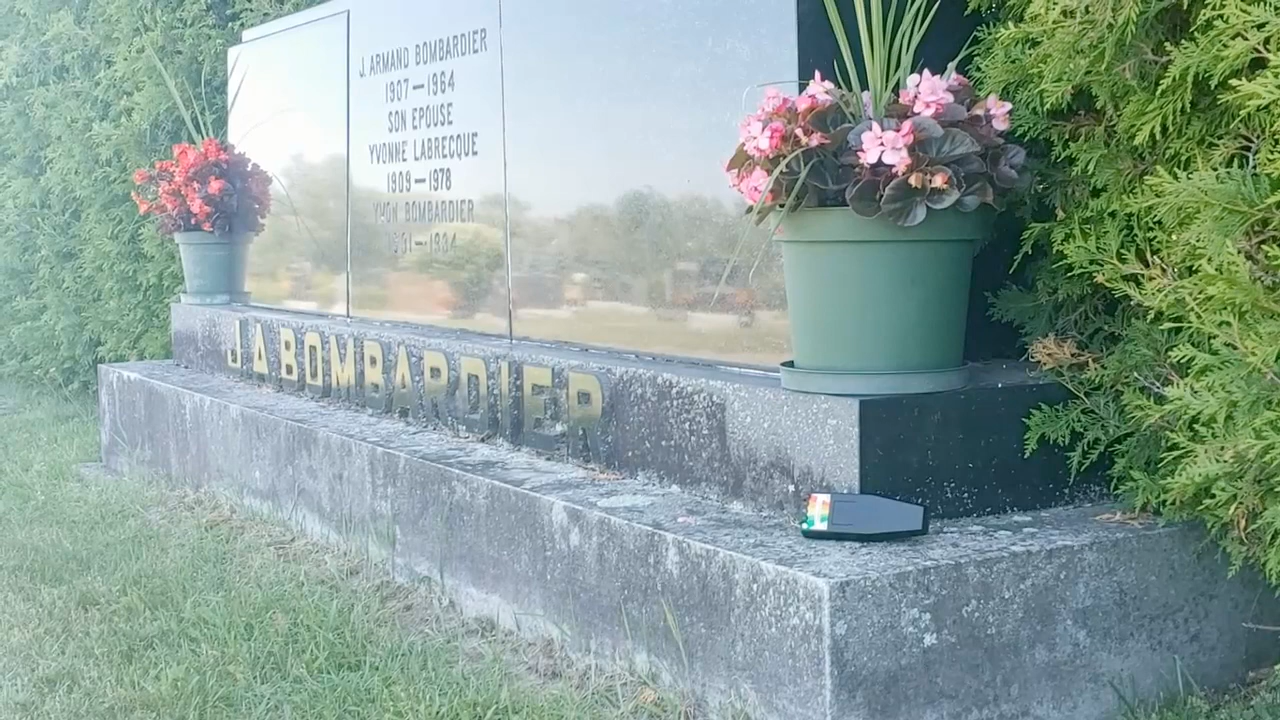 J. ARMAND BOMBARDIER
1907 — 1964
SON EPOUSE
YVONNE LABRECQUE
1909 — 1978
YVON BOMBARDIER
J A BOMBARDIER